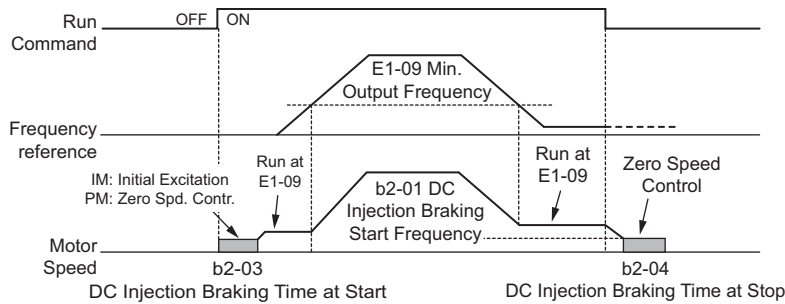 Run
Command
OFF
ON
E1-09 Min.
Output Frequency
Frequency
reference
IM: Initial Excitation
PM: Zero Spd. Contr.
Run at
E1-09
b2-01 DC
Injection Braking
Start Frequency
Run at
E1-09
Zero Speed
Control
Motor
Speed
b2-03
DC Injection Braking Time at Start
b2-04
DC Injection Braking Time at Stop